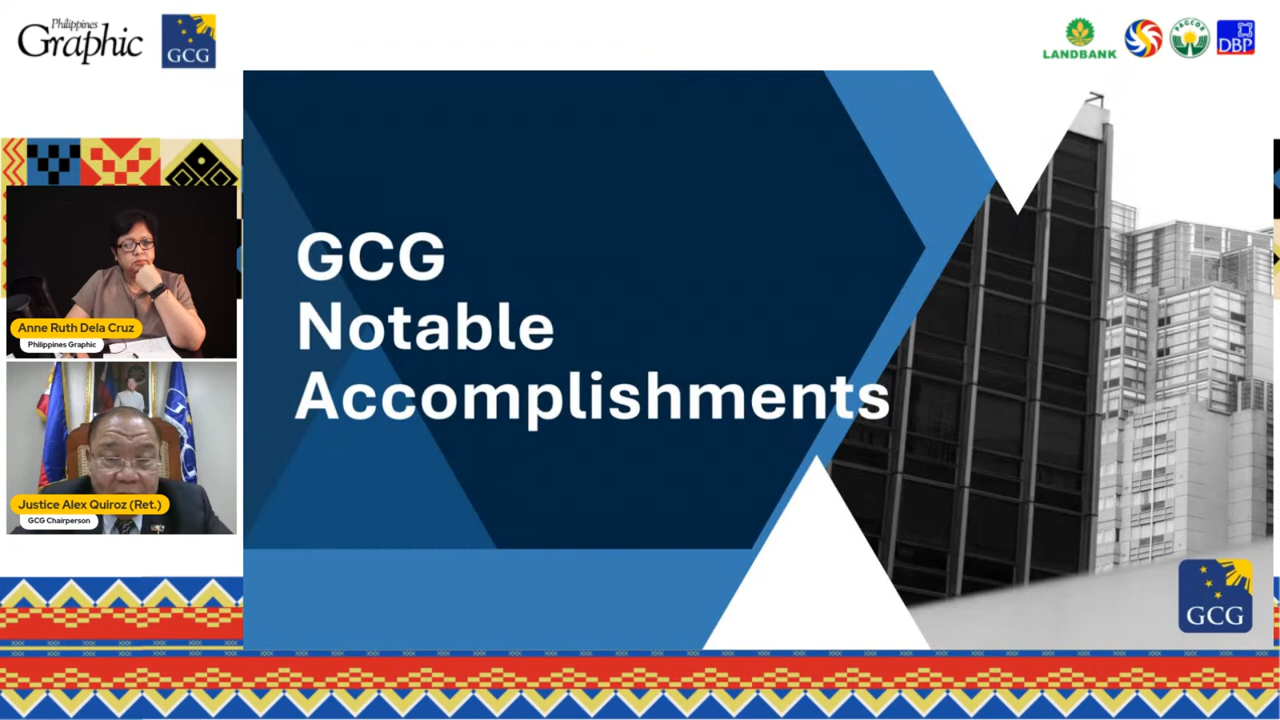 Philippines
Graphic
GCG
LANDBANK
PAGCOR
DBP
GCG
Notable
Accomplishments
Anne Ruth Dela Cruz
Philippines Graphic
Justice Alex Quiroz (Ret.)
GCG Chairperson
GCG